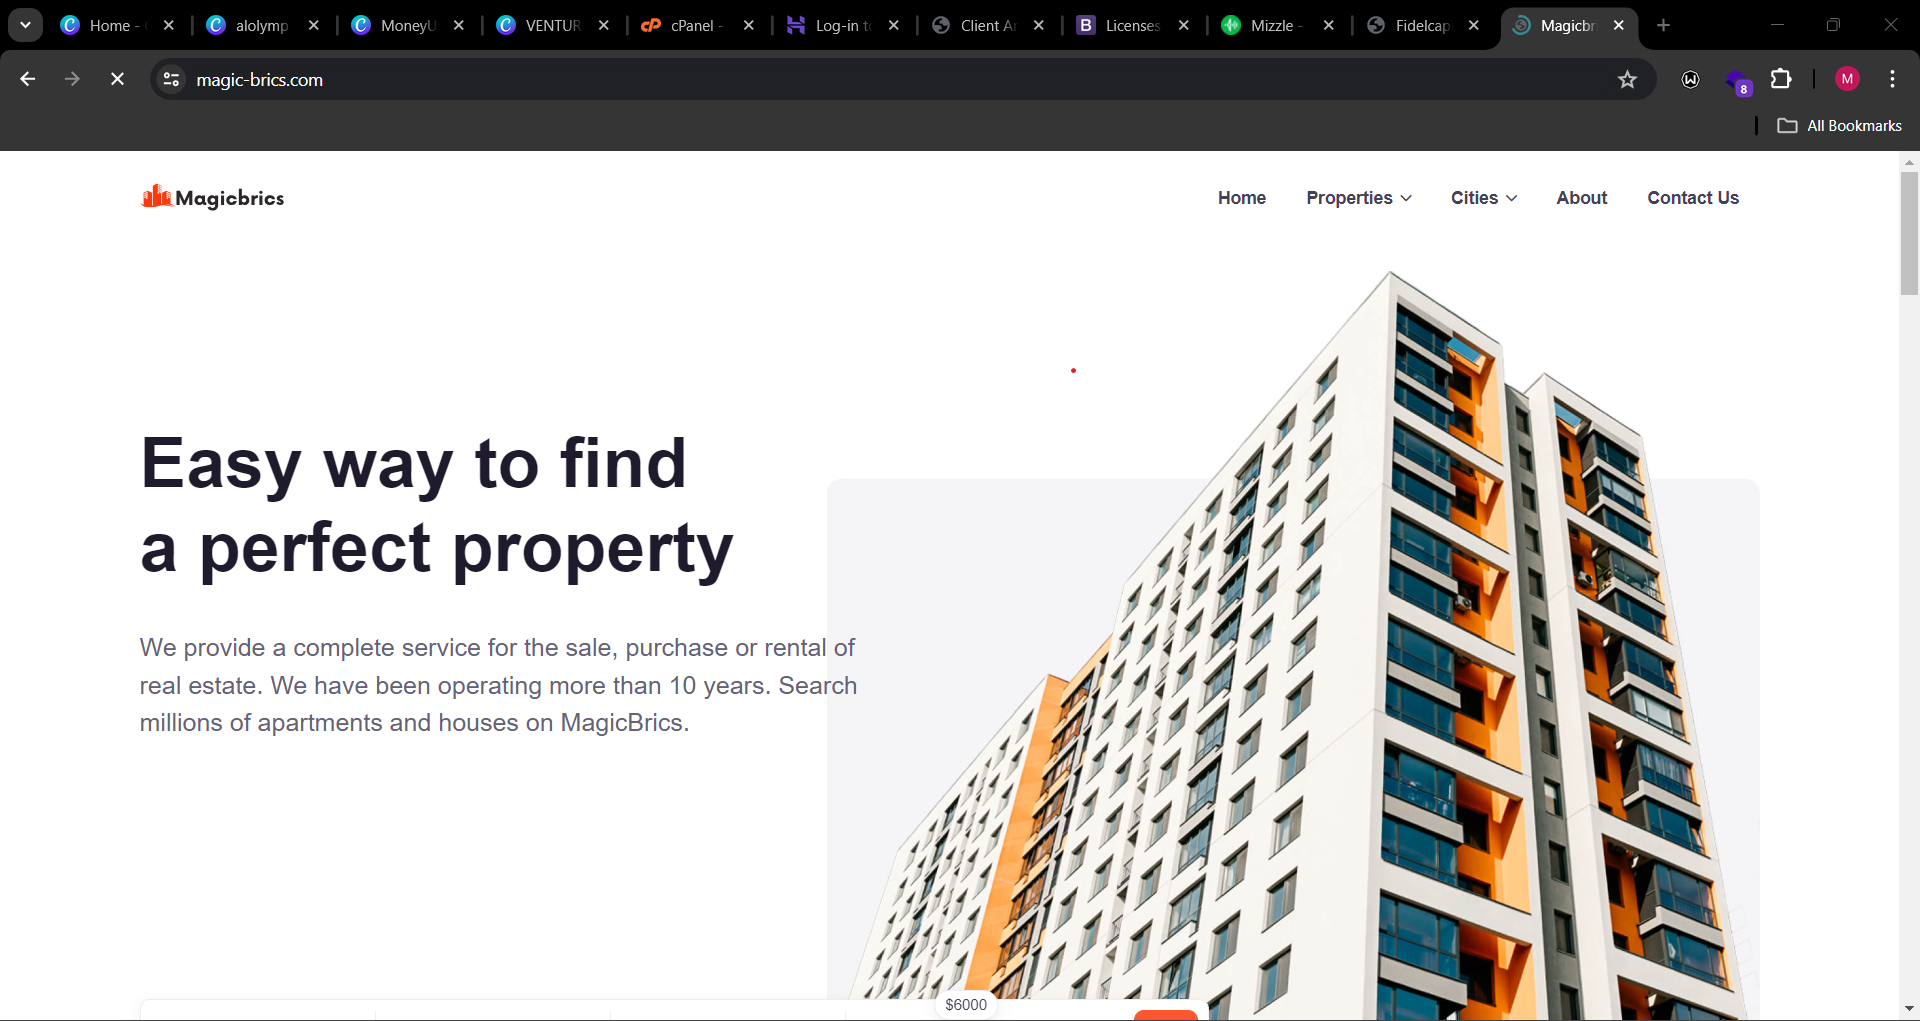 Home -
alolymp
MoneyU
VENTUR
cPanel -
Log-in to
Client Ar
Licenses
Mizzle -
Fidelcap
Magicbri
magic-brics.com
8
M
All Bookmarks
Magicbrics
Home
Properties
Cities
About
Contact Us
Easy way to find
a perfect property
We provide a complete service for the sale, purchase or rental of
real estate. We have been operating more than 10 years. Search
millions of apartments and houses on MagicBrics.
$6000